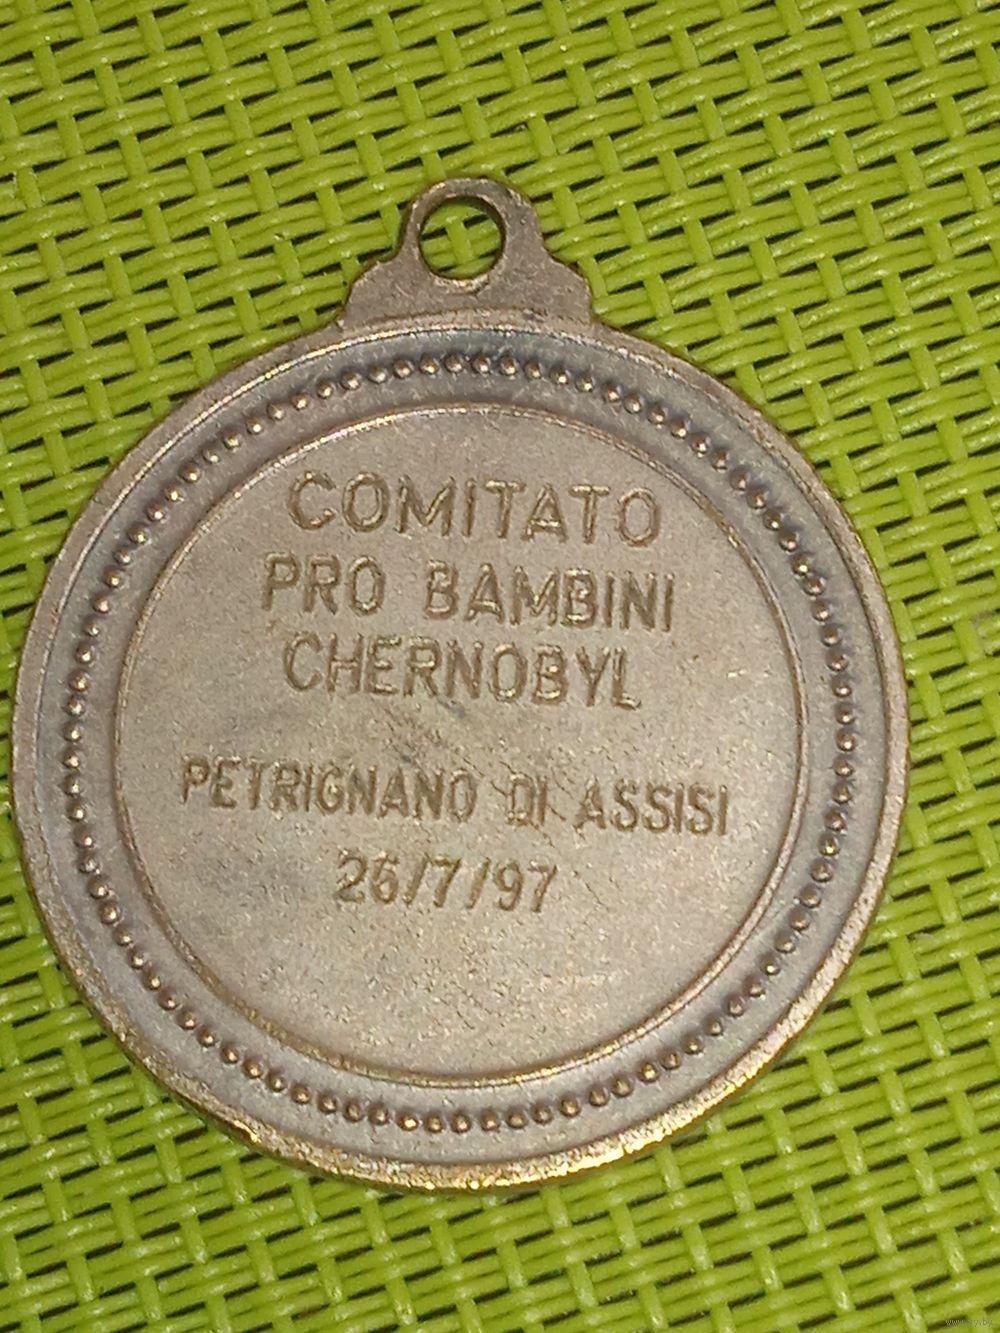 COMITATO
PRO BAMBINI
CHERNOBYL
PETRIGNANO DI ASSISI
26/7/97